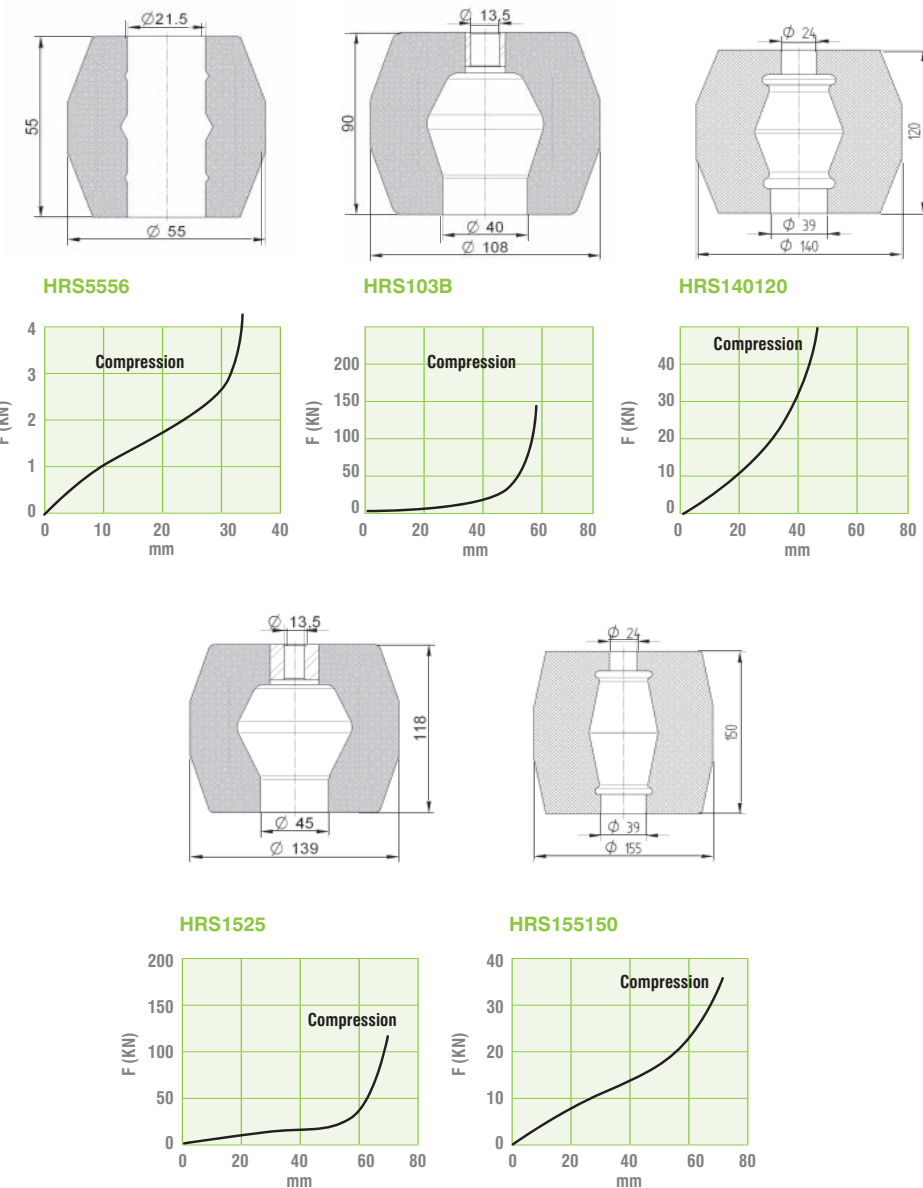 Ø21.5
55
Ø 55
Ø 13,5
90
Ø 40
Ø 108
Φ 24
120
Φ 39
Φ 140
HRS5556
F (KN)
4
3
2
1
0
Compression
0 10 20 30 40
mm
HRS103B
F (KN)
200
150
100
50
0
Compression
0 20 40 60 80
mm
HRS140120
F (KN)
40
30
20
10
0
Compression
0 20 40 60 80
mm
Ø 13,5
118
Ø 45
Ø 139
Φ 24
150
Φ 39
Φ 155
HRS1525
F (KN)
200
150
100
50
0
Compression
0 20 40 60 80
mm
HRS155150
F (KN)
40
30
20
10
0
Compression
0 20 40 60 80
mm